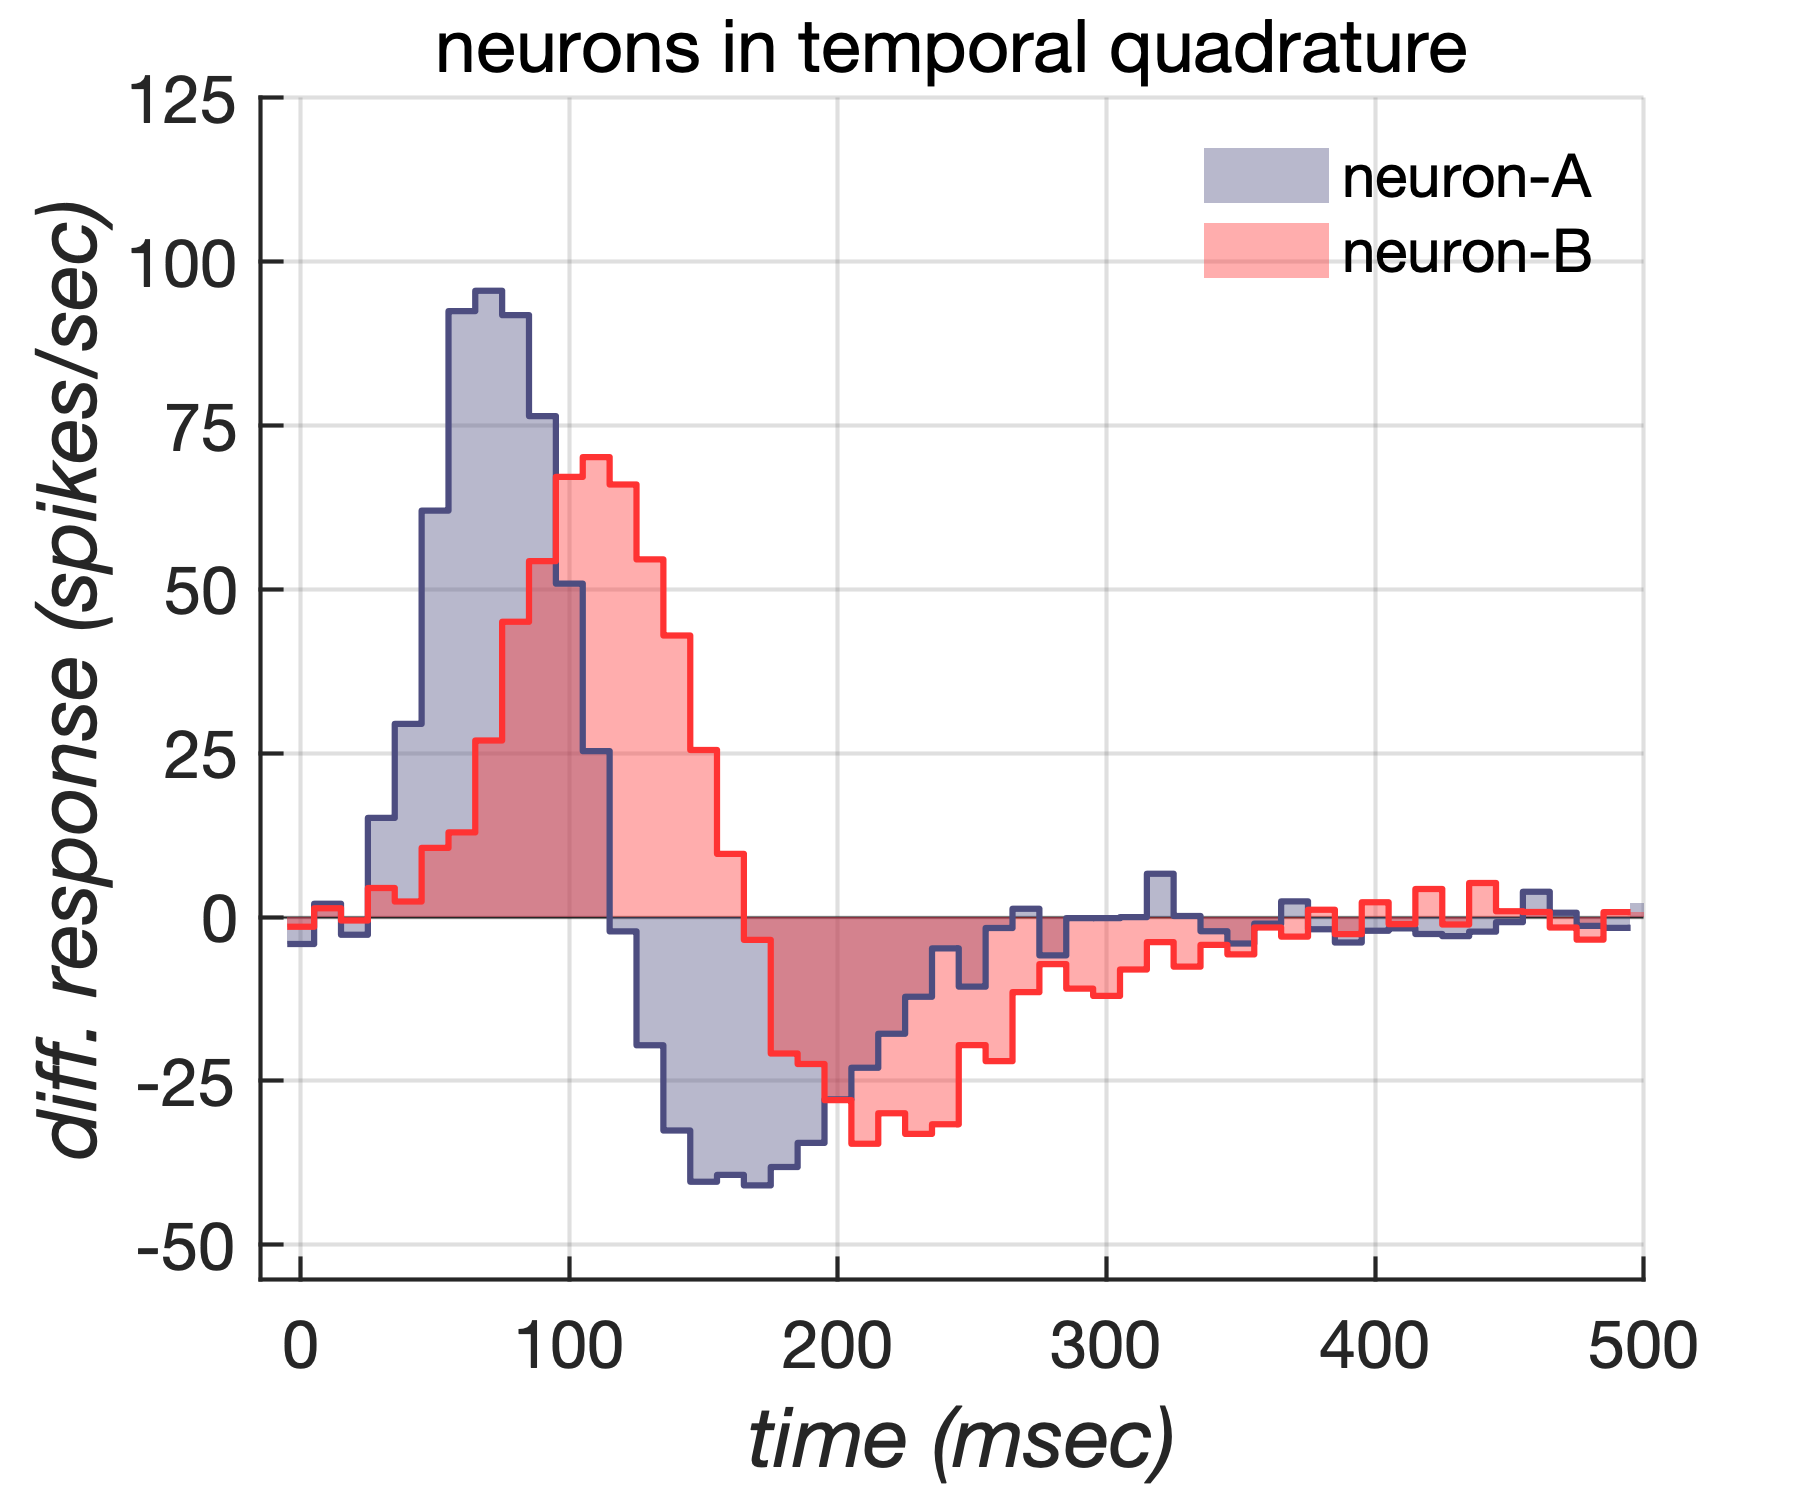 neurons in temporal quadrature
125
100
75
50
25
0
-25
-50
diff. response (spikes/sec)
neuron-A
neuron-B
0 100 200 300 400 500
time (msec)